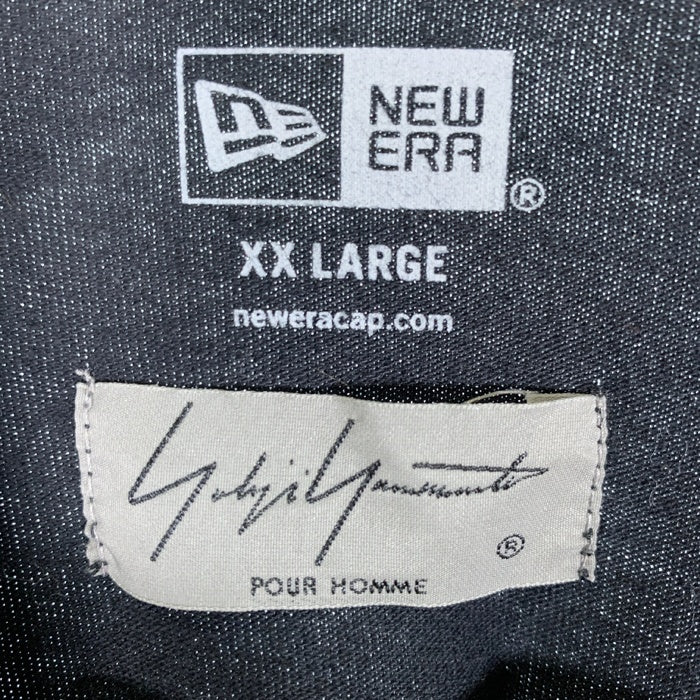 NEW
ERA
®
XX LARGE
neweracap.com
Yohji Yamamoto
®
POUR HOMME